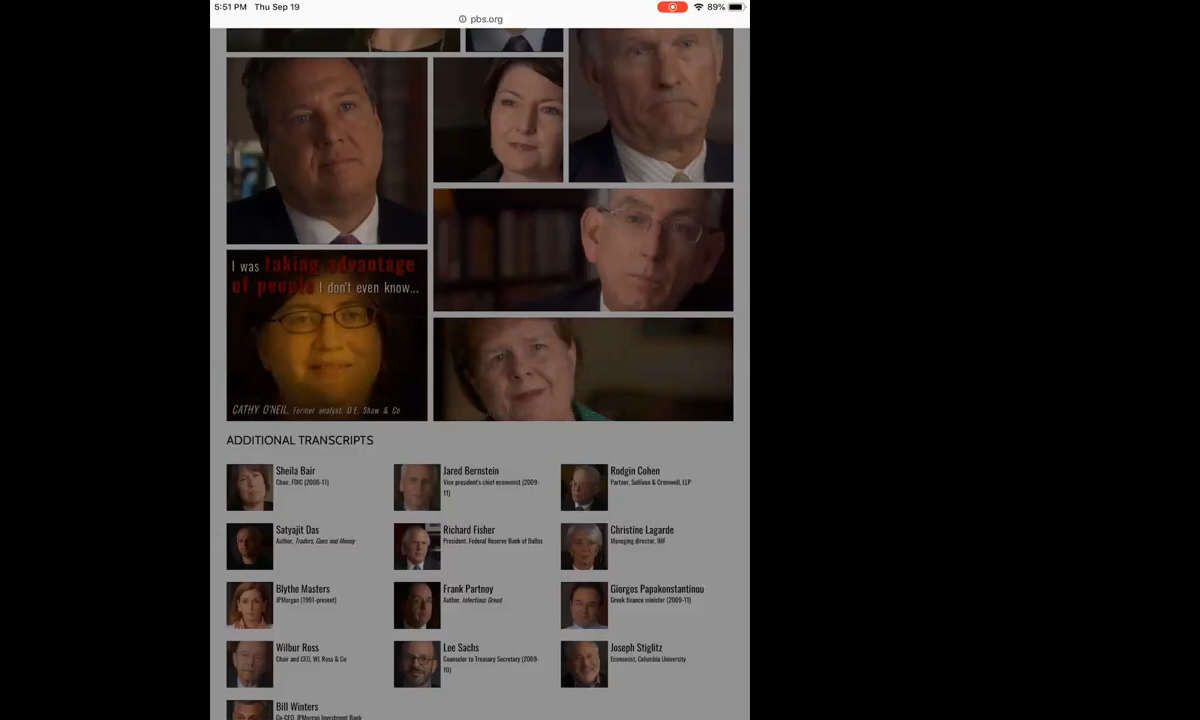 5:51 PM Thu Sep 19
89%
pbs.org
I was taking advantage
of people I don't even know...
CATHY O'NEIL, Former analyst, D.E. Shaw & Co
ADDITIONAL TRANSCRIPTS
Sheila Bair
Chair, FDIC (2006-11)
Jared Bernstein
Vice president's chief economist (2009-
11)
Rodgin Cohen
Partner, Sullivan & Cromwell, LLP
Satyajit Das
Author, Traders, Guns and Money
Richard Fisher
President, Federal Reserve Bank of Dallas
Christine Lagarde
Managing director, IMF
Blythe Masters
JPMorgan (1991-present)
Frank Partnoy
Author, Infectious Greed
Giorgos Papakonstantinou
Greek finance minister (2009-11)
Wilbur Ross
Chair and CEO, WL Ross & Co
Lee Sachs
Counselor to Treasury Secretary (2009-
10)
Joseph Stiglitz
Economist, Columbia University
Bill Winters
Co-CEO, JPMorgan Investment Bank